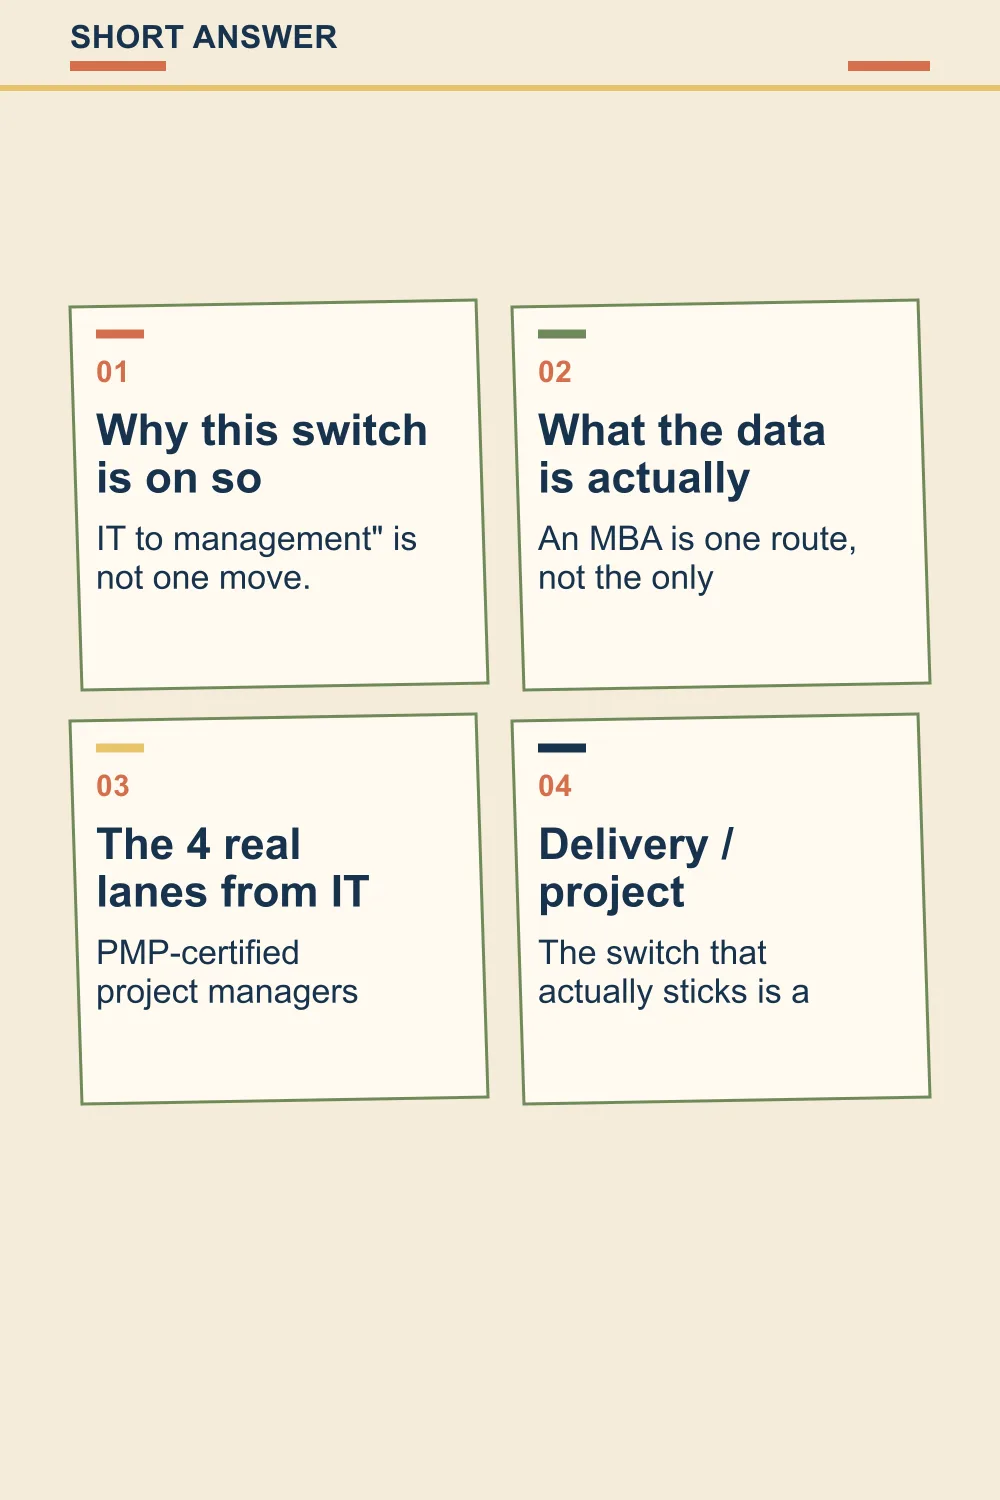 SHORT ANSWER
01
Why this switch
is on so
IT to management" is
not one move.
02
What the data
is actually
An MBA is one route,
not the only
03
The 4 real
lanes from IT
PMP-certified
project managers
04
Delivery /
project
The switch that
actually sticks is a